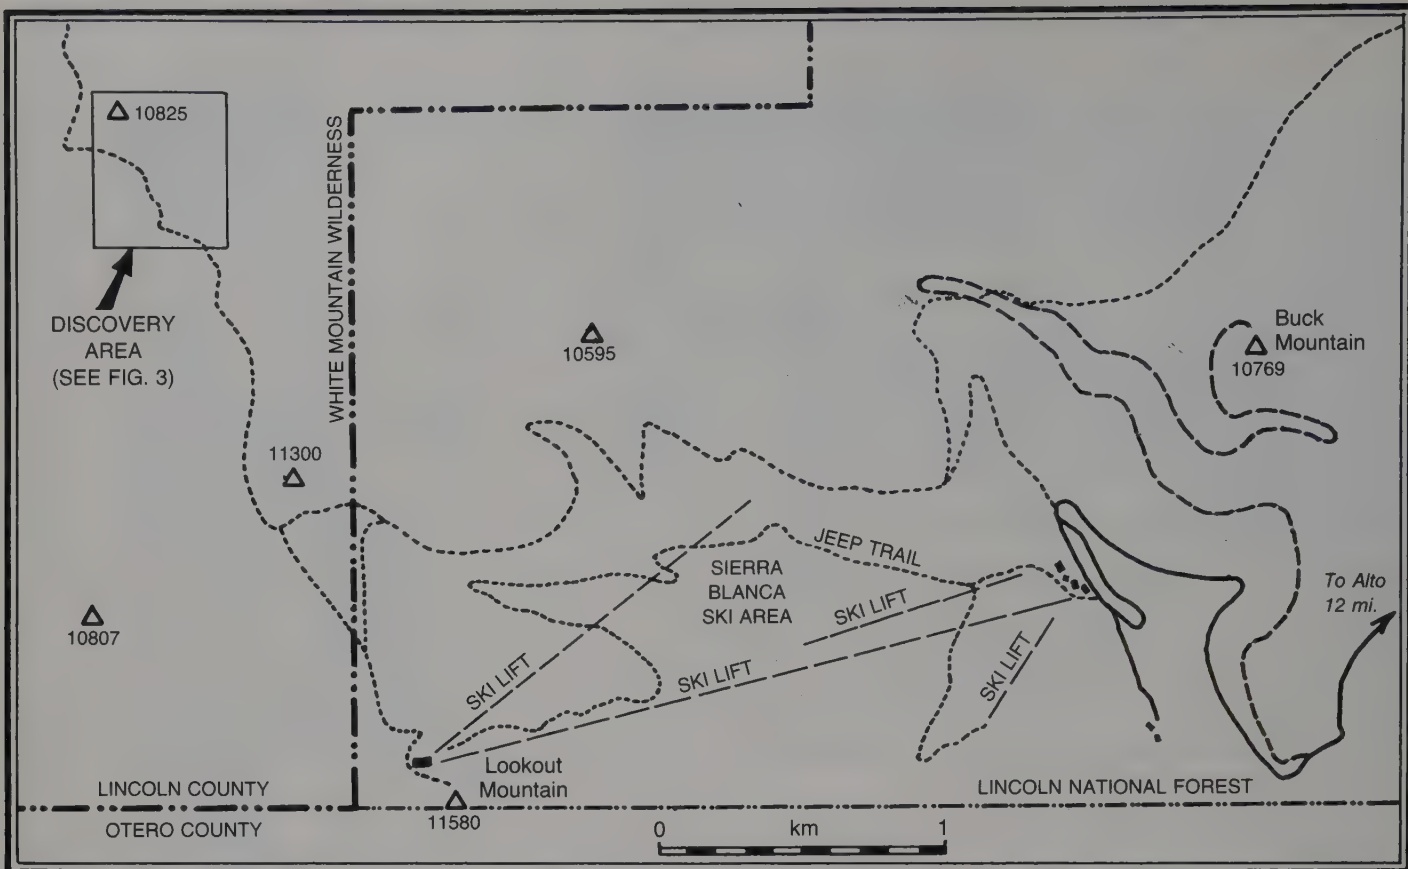 10825
WHITE MOUNTAIN WILDERNESS
DISCOVERY
AREA
(SEE FIG. 3)
10595
Buck
Mountain
10769
11300
JEEP TRAIL
SIERRA
BLANCA
SKI AREA
SKI LIFT
To Alto
12 mi.
10807
SKI LIFT
SKI LIFT
SKI LIFT
Lookout
Mountain
LINCOLN COUNTY
LINCOLN NATIONAL FOREST
OTERO COUNTY
11580
0 km 1